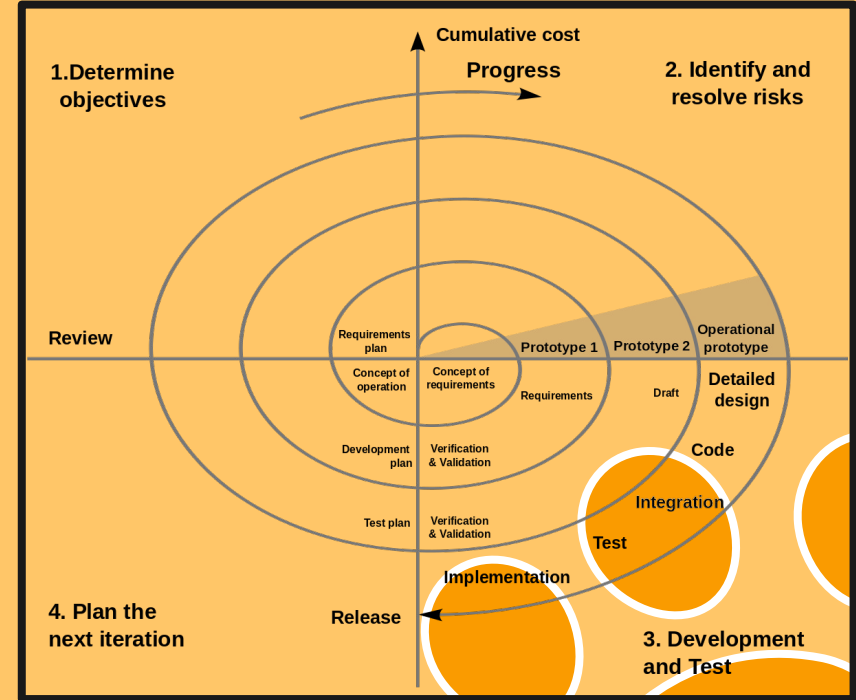 Cumulative cost
Progress
1.Determine
objectives
2. Identify and
resolve risks
Review
Requirements
plan
Prototype 1
Prototype 2
Operational
prototype
Concept of
operation
Concept of
requirements
Requirements
Draft
Detailed
design
Development
plan
Verification
& Validation
Code
Integration
Test plan
Verification
& Validation
Test
Implementation
Release
4. Plan the
next iteration
3. Development
and Test